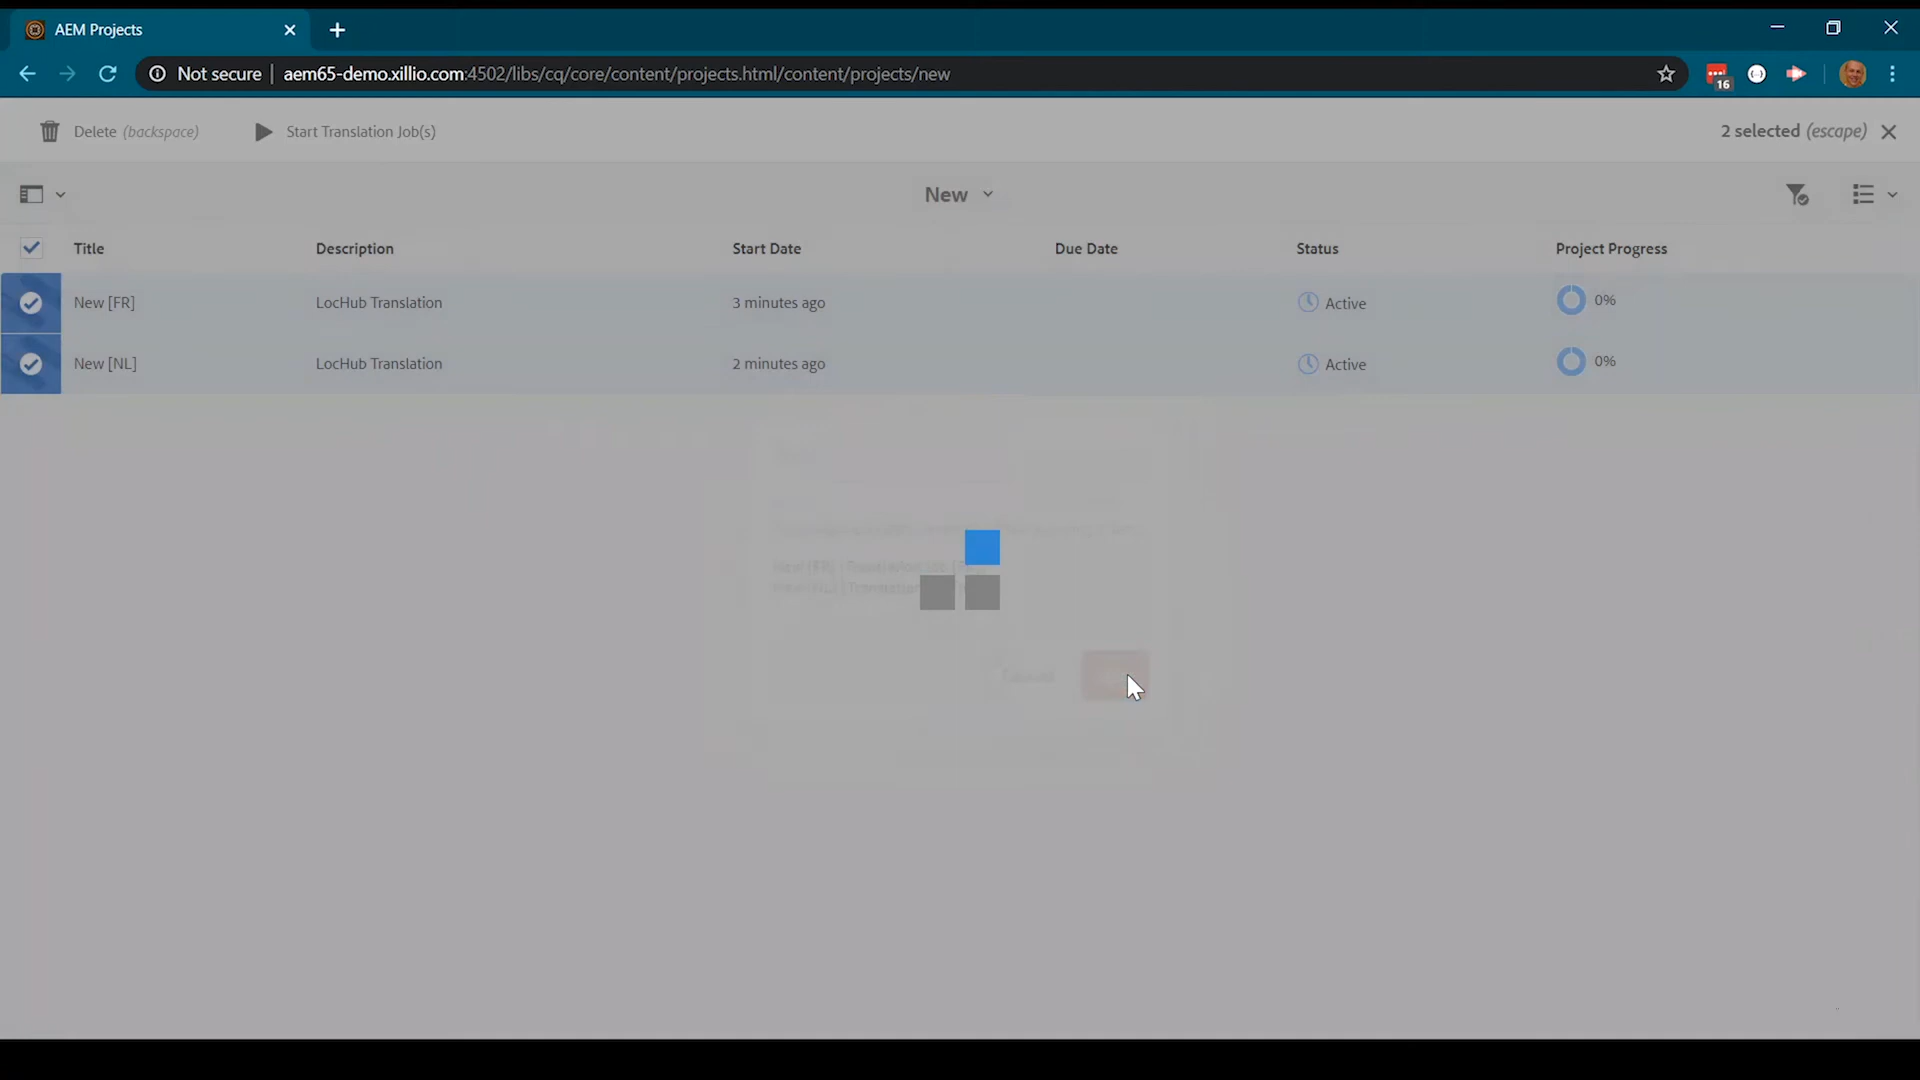 AEM Projects
Not secure | aem65-demo.xillio.com:4502/libs/cq/core/content/projects.html/content/projects/new
16
Delete (backspace) Start Translation Job(s) 2 selected (escape)
New
Title Description Start Date Due Date Status Project Progress
New [FR] LocHub Translation 3 minutes ago Active 0%
New [NL] LocHub Translation 2 minutes ago Active 0%